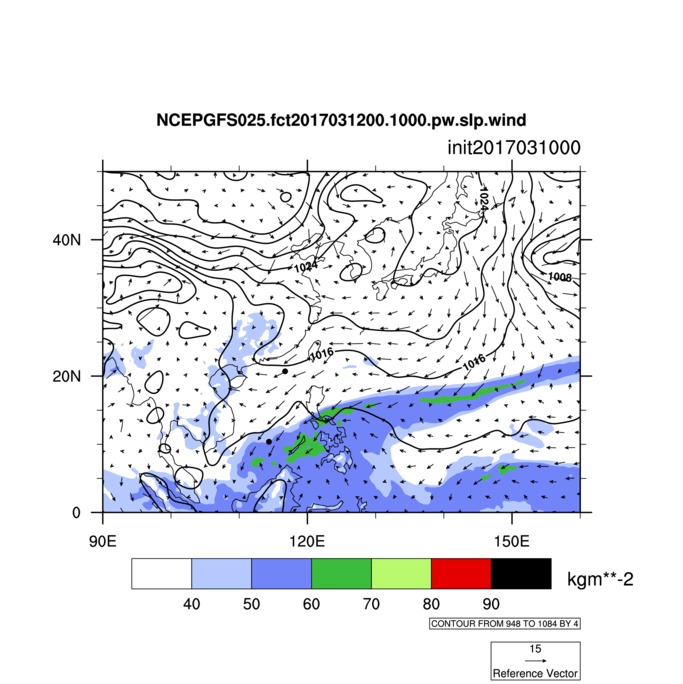 NCEPGFS025.fct2017031200.1000.pw.slp.wind
init2017031000
1024
40N
1024
1008
1016
1016
20N
0
90E 120E 150E
kgm**-2
40 50 60 70 80 90
CONTOUR FROM 948 TO 1084 BY 4
15
Reference Vector